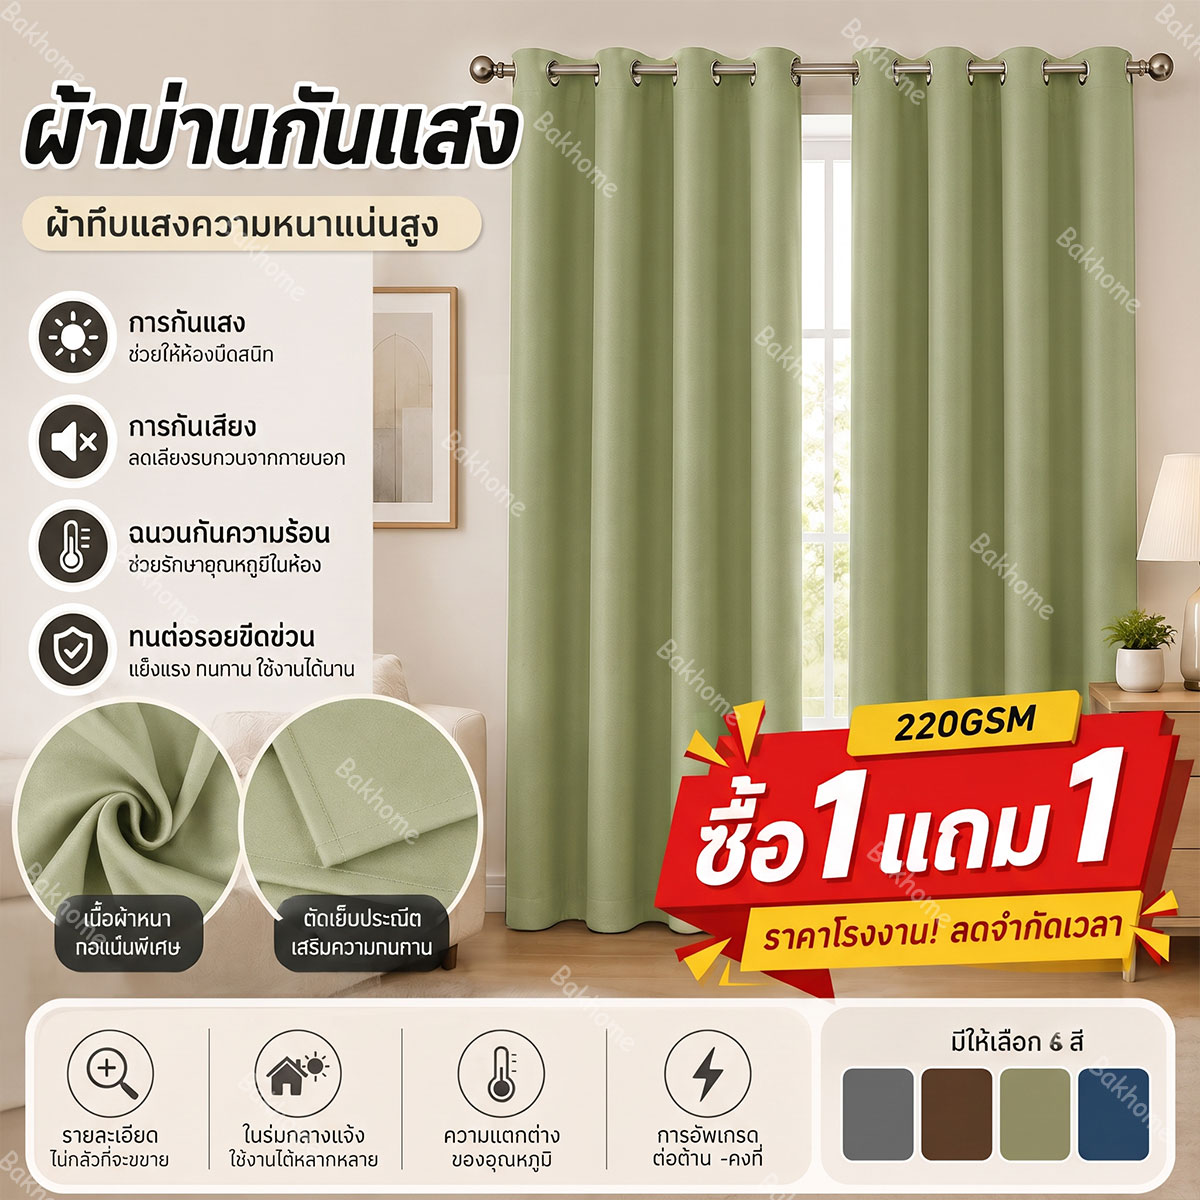 ผ้าม่านกันแสง
ผ้าทึบแสงความหนาแน่นสูง
การกันแสง
ช่วยให้ห้องมืดสนิท
การกันเสียง
ลดเสียงรบกวนจากภายนอก
ฉนวนกันความร้อน
ช่วยรักษาอุณหภูมิในห้อง
ทนต่อรอยขีดข่วน
แข็งแรง ทนทาน ใช้งานได้นาน
เนื้อผ้าหนา
ทอแน่นพิเศษ
ตัดเย็บประณีต
เสริมความทนทาน
220GSM
ซื้อ 1 แถม 1
ราคาโรงงาน! ลดจำกัดเวลา
รายละเอียด
ไม่กลัวที่จะขยาย
ในร่มกลางแจ้ง
ใช้งานได้หลากหลาย
ความแตกต่าง
ของอุณหภูมิ
การอัพเกรด
ต่อต้าน -คงที่
มีให้เลือก 6 สี
Bakhome